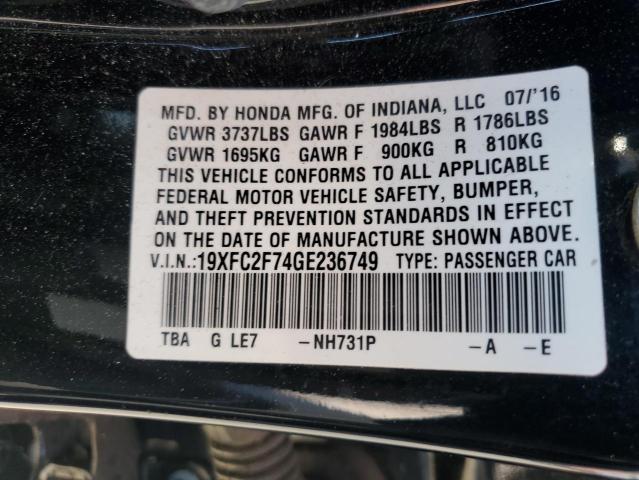 MFD. BY HONDA MFG. OF INDIANA, LLC 07/'16
GVWR 3737LBS GAWR F 1984LBS R 1786LBS
GVWR 1695KG GAWR F 900KG R 810KG
THIS VEHICLE CONFORMS TO ALL APPLICABLE
FEDERAL MOTOR VEHICLE SAFETY, BUMPER,
AND THEFT PREVENTION STANDARDS IN EFFECT
ON THE DATE OF MANUFACTURE SHOWN ABOVE.
V.I.N.:19XFC2F74GE236749 TYPE: PASSENGER CAR
TBA G LE7 -NH731P -A -E